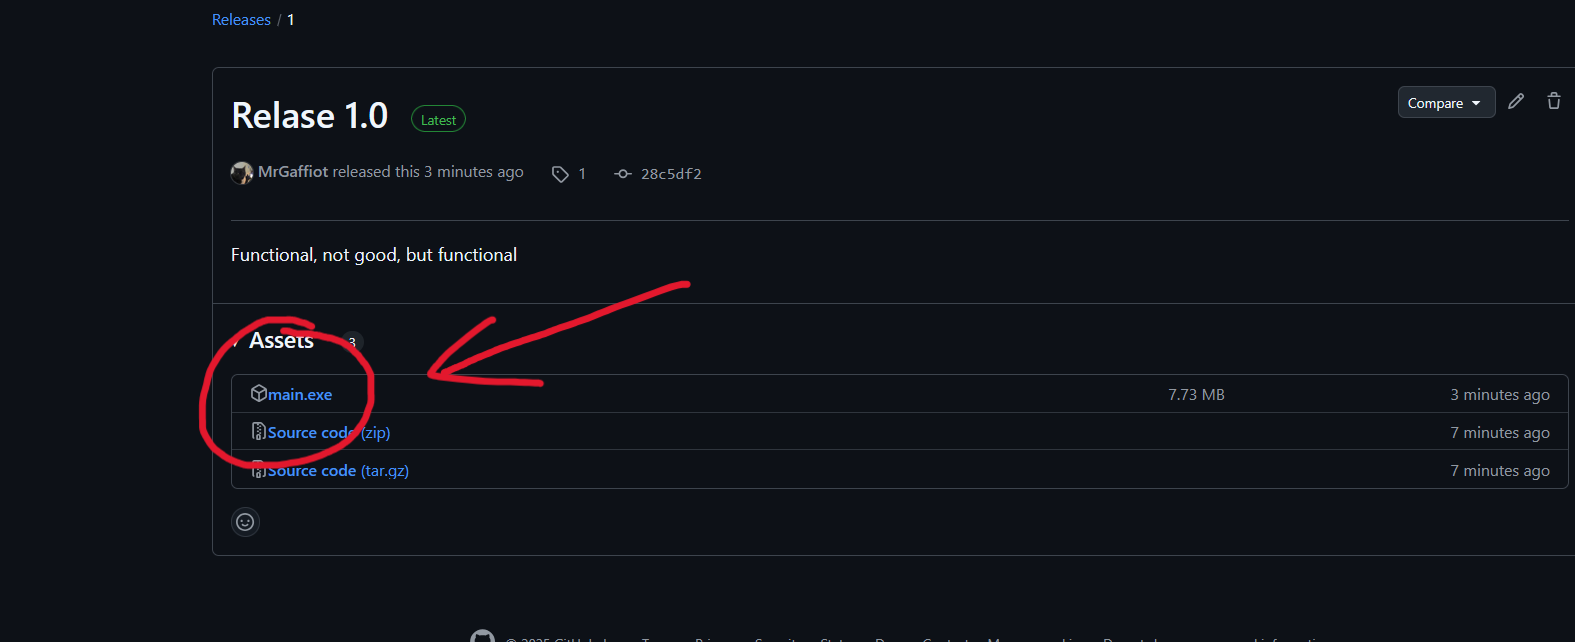 Releases / 1
Relase 1.0 Latest
Compare
MrGaffiot released this 3 minutes ago 1 28c5df2
Functional, not good, but functional
Assets 3
main.exe 7.73 MB 3 minutes ago
Source code (zip) 7 minutes ago
Source code (tar.gz) 7 minutes ago